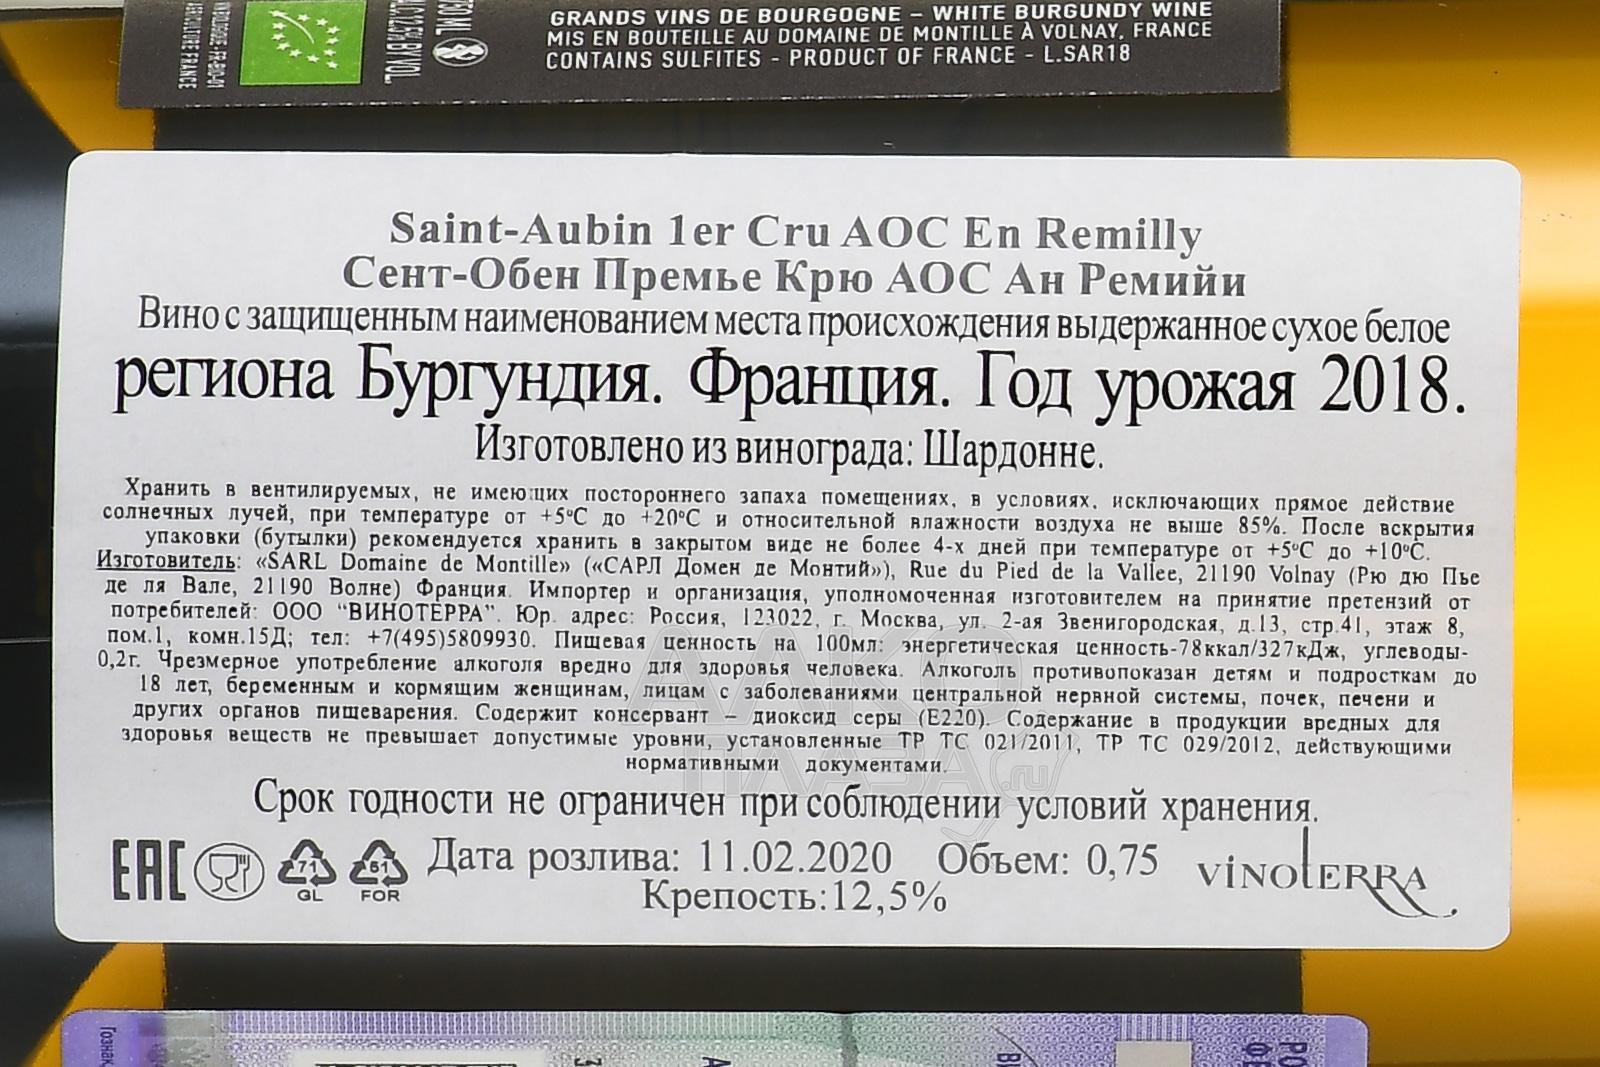 GRANDS VINS DE BOURGOGNE – WHITE BURGUNDY WINE
MIS EN BOUTEILLE AU DOMAINE DE MONTILLE À VOLNAY, FRANCE
CONTAINS SULFITES - PRODUCT OF FRANCE - L.SAR18
750 ML
AGRICULTURE FRANCE
Saint-Aubin 1er Cru AOC En Remilly
Сент-Обен Премье Крю АОС Ан Ремийи
Вино с защищенным наименованием места происхождения выдержанное сухое белое
региона Бургундия. Франция. Год урожая 2018.
Изготовлено из винограда: Шардонне.
Хранить в вентилируемых, не имеющих постороннего запаха помещениях, в условиях, исключающих прямое действие
солнечных лучей, при температуре от +5°С до +20°С и относительной влажности воздуха не выше 85%. После вскрытия
упаковки (бутылки) рекомендуется хранить в закрытом виде не более 4-х дней при температуре от +5°С до +10°С.
Изготовитель: «SARL Domaine de Montille» («САРЛ Домен де Монтий»), Rue du Pied de la Vallee, 21190 Volnay (Рю дю Пье
де ля Вале, 21190 Волне) Франция. Импортер и организация, уполномоченная изготовителем на принятие претензий от
потребителей: ООО "ВИНОТЕРРА". Юр. адрес: Россия, 123022, г. Москва, ул. 2-ая Звенигородская, д.13, стр.41, этаж 8,
пом.1, комн.15Д; тел: +7(495)5809930. Пищевая ценность на 100мл: энергетическая ценность-78ккал/327кДж, углеводы-
0,2г. Чрезмерное употребление алкоголя вредно для здоровья человека. Алкоголь противопоказан детям и подросткам до
18 лет, беременным и кормящим женщинам, лицам с заболеваниями центральной нервной системы, почек, печени и
других органов пищеварения. Содержит консервант – диоксид серы (Е220). Содержание в продукции вредных для
здоровья веществ не превышает допустимые уровни, установленные ТР ТС 021/2011, ТР ТС 029/2012, действующими
нормативными документами.
АЛКО
ПЛАЗА.ru
Срок годности не ограничен при соблюдении условий хранения.
EAC
71
GL
61
FOR
Дата розлива: 11.02.2020 Объем: 0,75
Крепость:12,5%
VINOTERRA
Гознак